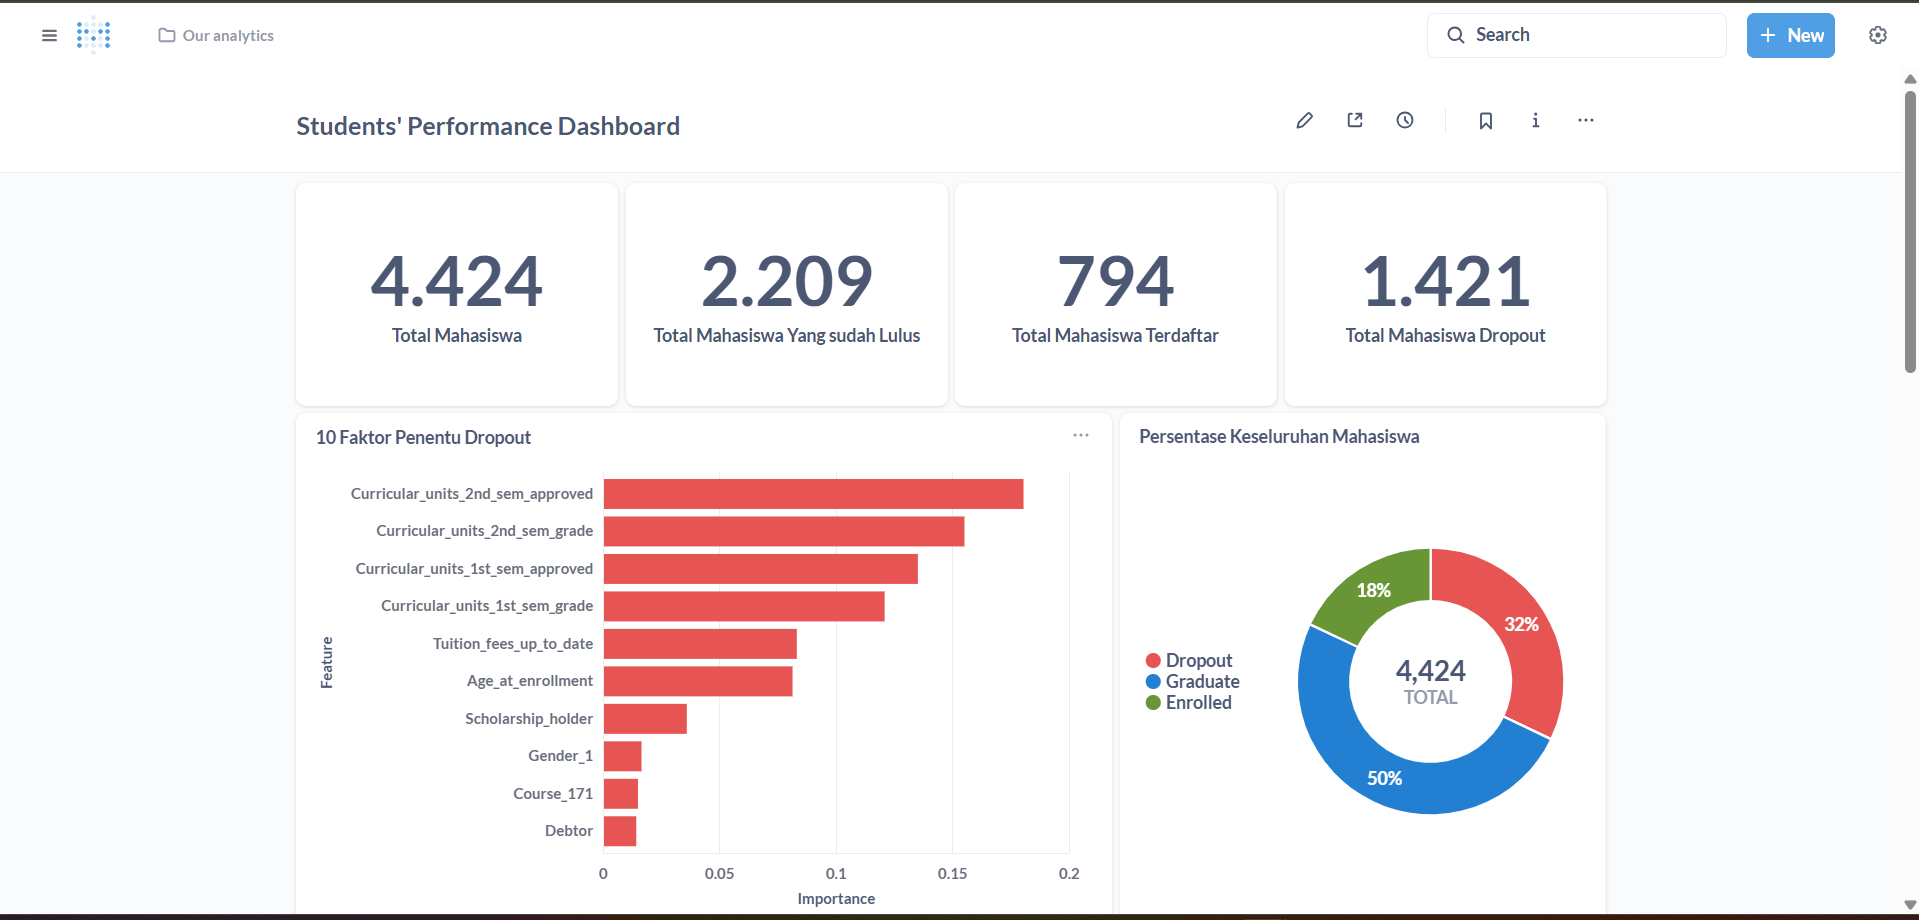 Our analytics
Search
New
Students' Performance Dashboard
4.424
Total Mahasiswa
2.209
Total Mahasiswa Yang sudah Lulus
794
Total Mahasiswa Terdaftar
1.421
Total Mahasiswa Dropout
10 Faktor Penentu Dropout
Feature
Curricular_units_2nd_sem_approved
Curricular_units_2nd_sem_grade
Curricular_units_1st_sem_approved
Curricular_units_1st_sem_grade
Tuition_fees_up_to_date
Age_at_enrollment
Scholarship_holder
Gender_1
Course_171
Debtor
0 0.05 0.1 0.15 0.2
Importance
Persentase Keseluruhan Mahasiswa
Dropout
Graduate
Enrolled
18%
32%
50%
4,424
TOTAL